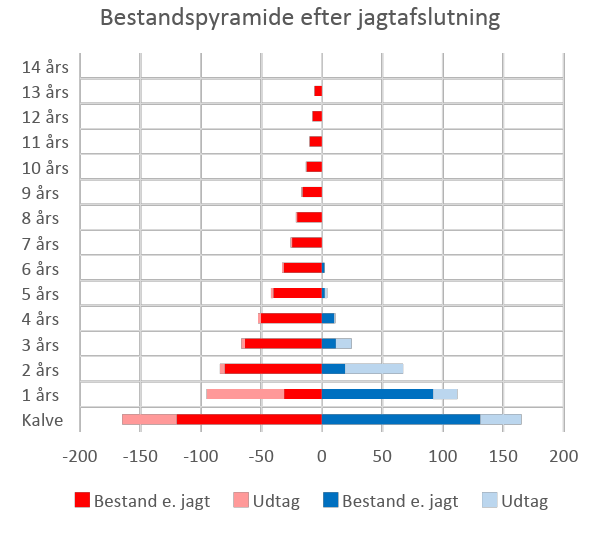 Bestandspyramide efter jagtafslutning
14 års
13 års
12 års
11 års
10 års
9 års
8 års
7 års
6 års
5 års
4 års
3 års
2 års
1 års
Kalve
-200 -150 -100 -50 0 50 100 150 200
Bestand e. jagt Udtag Bestand e. jagt Udtag